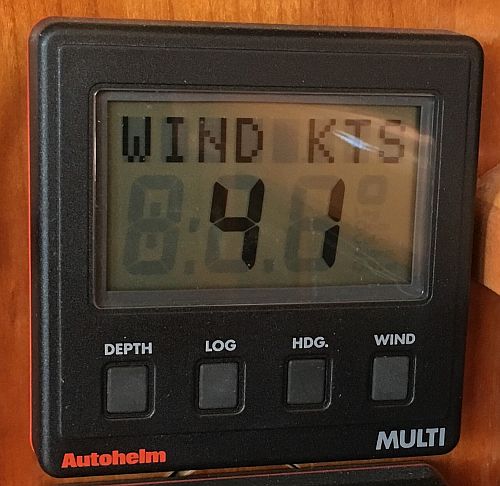 WIND KTS
41
DEPTH LOG HDG. WIND
Autohelm MULTI